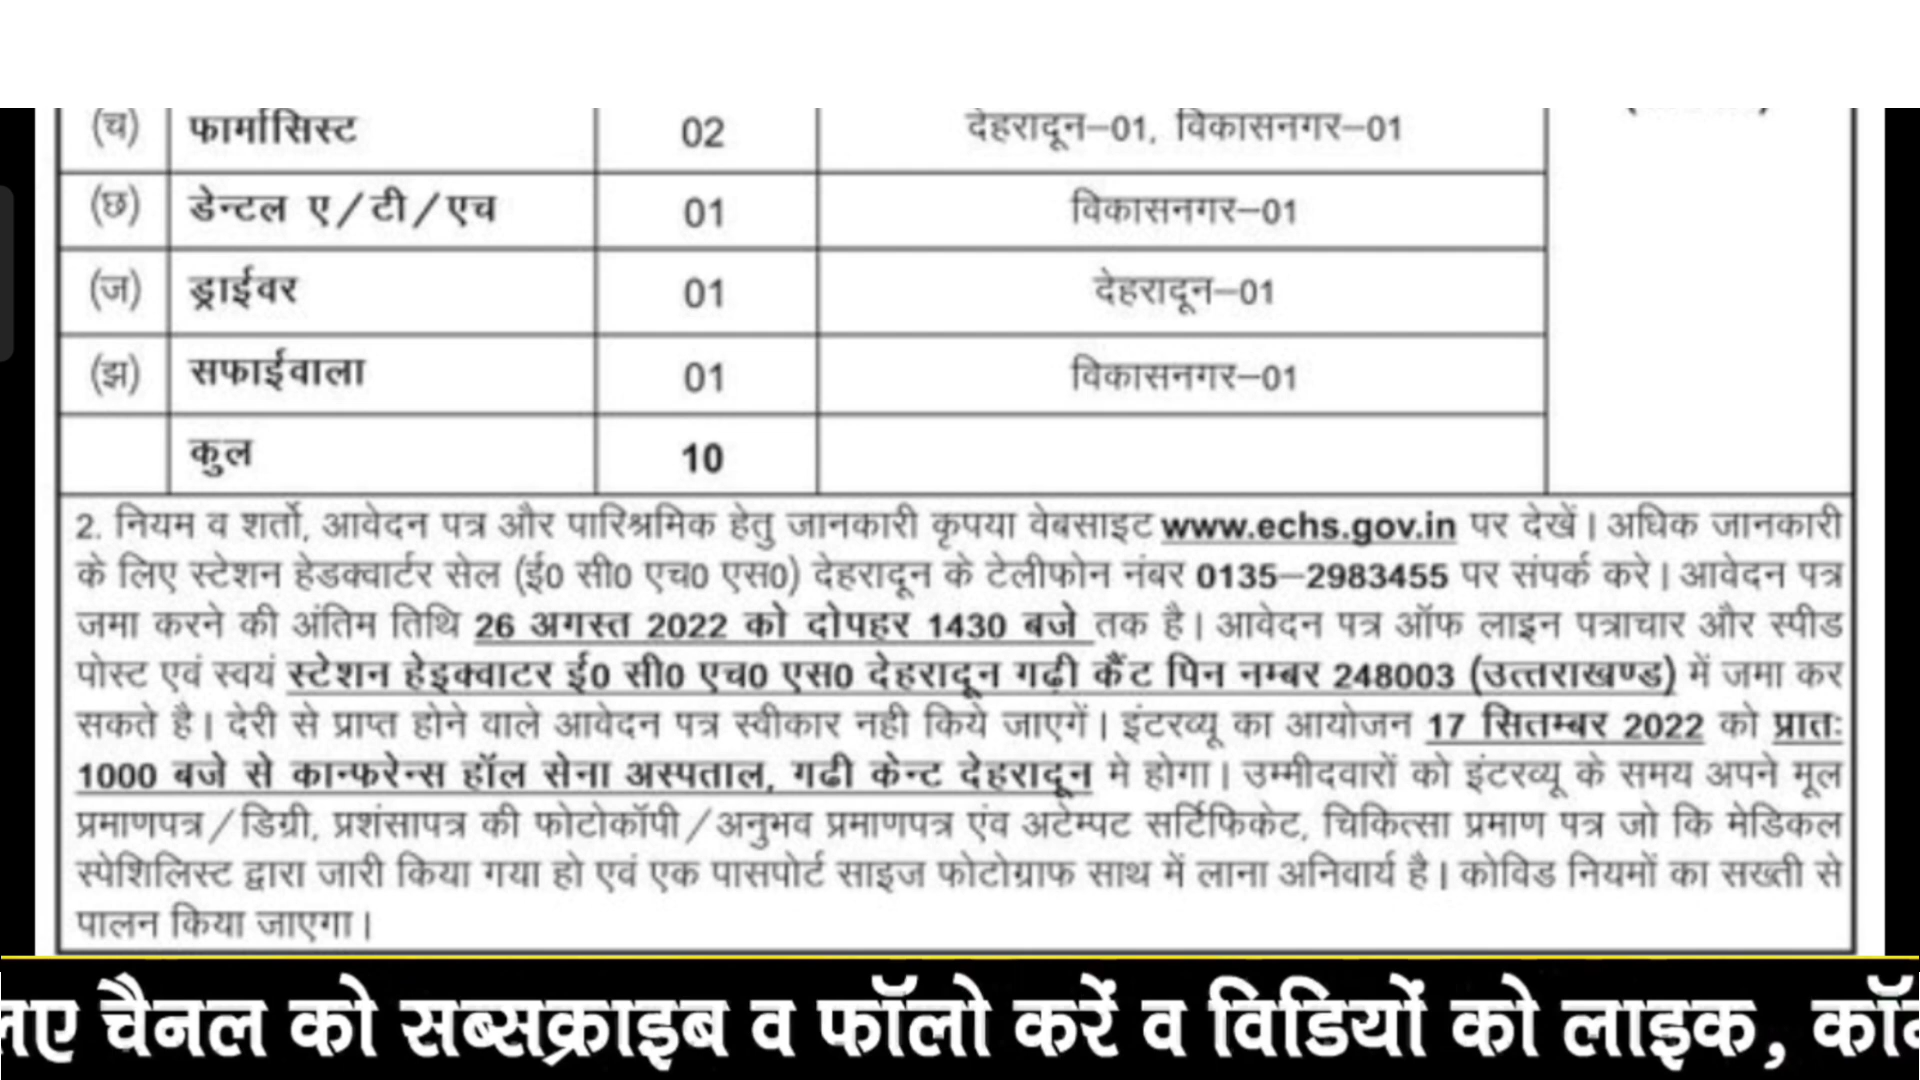 (च) फार्मासिस्ट 02 देहरादून–01, विकासनगर–01
(छ) डेन्टल ए/टी/एच 01 विकासनगर–01
(ज) ड्राईवर 01 देहरादून–01
(झ) सफाईवाला 01 विकासनगर–01
कुल 10
2. नियम व शर्तो, आवेदन पत्र और पारिश्रमिक हेतु जानकारी कृपया वेबसाइट www.echs.gov.in पर देखें। अधिक जानकारी
के लिए स्टेशन हेडक्वार्टर सेल (ई0 सी0 एच0 एस0) देहरादून के टेलीफोन नंबर 0135–2983455 पर संपर्क करे। आवेदन पत्र
जमा करने की अंतिम तिथि 26 अगस्त 2022 को दोपहर 1430 बजे तक है। आवेदन पत्र ऑफ लाइन पत्राचार और स्पीड
पोस्ट एवं स्वयं स्टेशन हेड्क्वाटर ई0 सी0 एच0 एस0 देहरादून गढ़ी कैंट पिन नम्बर 248003 (उत्तराखण्ड) में जमा कर
सकते है। देरी से प्राप्त होने वाले आवेदन पत्र स्वीकार नही किये जाएगें। इंटरव्यू का आयोजन 17 सितम्बर 2022 को प्रातः
1000 बजे से कान्फरेन्स हॉल सेना अस्पताल, गढी केन्ट देहरादून मे होगा। उम्मीदवारों को इंटरव्यू के समय अपने मूल
प्रमाणपत्र/डिग्री, प्रशंसापत्र की फोटोकॉपी/अनुभव प्रमाणपत्र एंव अटेम्पट सर्टिफिकेट, चिकित्सा प्रमाण पत्र जो कि मेडिकल
स्पेशिलिस्ट द्वारा जारी किया गया हो एवं एक पासपोर्ट साइज फोटोग्राफ साथ में लाना अनिवार्य है। कोविड नियमों का सख्ती से
पालन किया जाएगा।
चैनल को सब्सक्राइब व फॉलो करें व विडियों को लाइक,